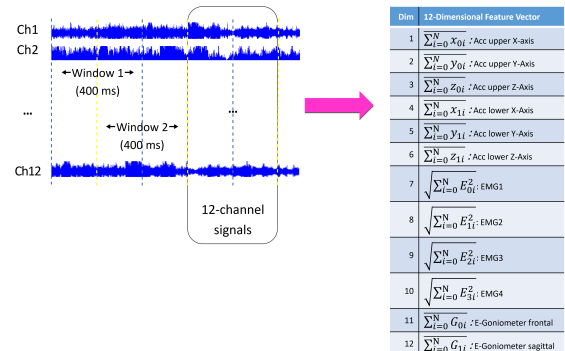 Ch1
Ch2
←Window 1→
(400 ms)
...
...
←Window 2→
(400 ms)
Ch12
12-channel
signals
Dim 12-Dimensional Feature Vector
1 $\overline{\sum_{i=0}^{N} x_{0i}}$ : Acc upper X-axis
2 $\overline{\sum_{i=0}^{N} y_{0i}}$ : Acc upper Y-Axis
3 $\overline{\sum_{i=0}^{N} z_{0i}}$ : Acc upper Z-Axis
4 $\overline{\sum_{i=0}^{N} x_{1i}}$ : Acc lower X-Axis
5 $\overline{\sum_{i=0}^{N} y_{1i}}$ : Acc lower Y-Axis
6 $\overline{\sum_{i=0}^{N} z_{1i}}$ : Acc lower Z-Axis
7 $\sqrt{\sum_{i=0}^{N} E_{0i}^{2}}$: EMG1
8 $\sqrt{\sum_{i=0}^{N} E_{1i}^{2}}$: EMG2
9 $\sqrt{\sum_{i=0}^{N} E_{2i}^{2}}$: EMG3
10 $\sqrt{\sum_{i=0}^{N} E_{3i}^{2}}$: EMG4
11 $\overline{\sum_{i=0}^{N} G_{0i}}$ : E-Goniometer frontal
12 $\overline{\sum_{i=0}^{N} G_{1i}}$ : E-Goniometer sagittal